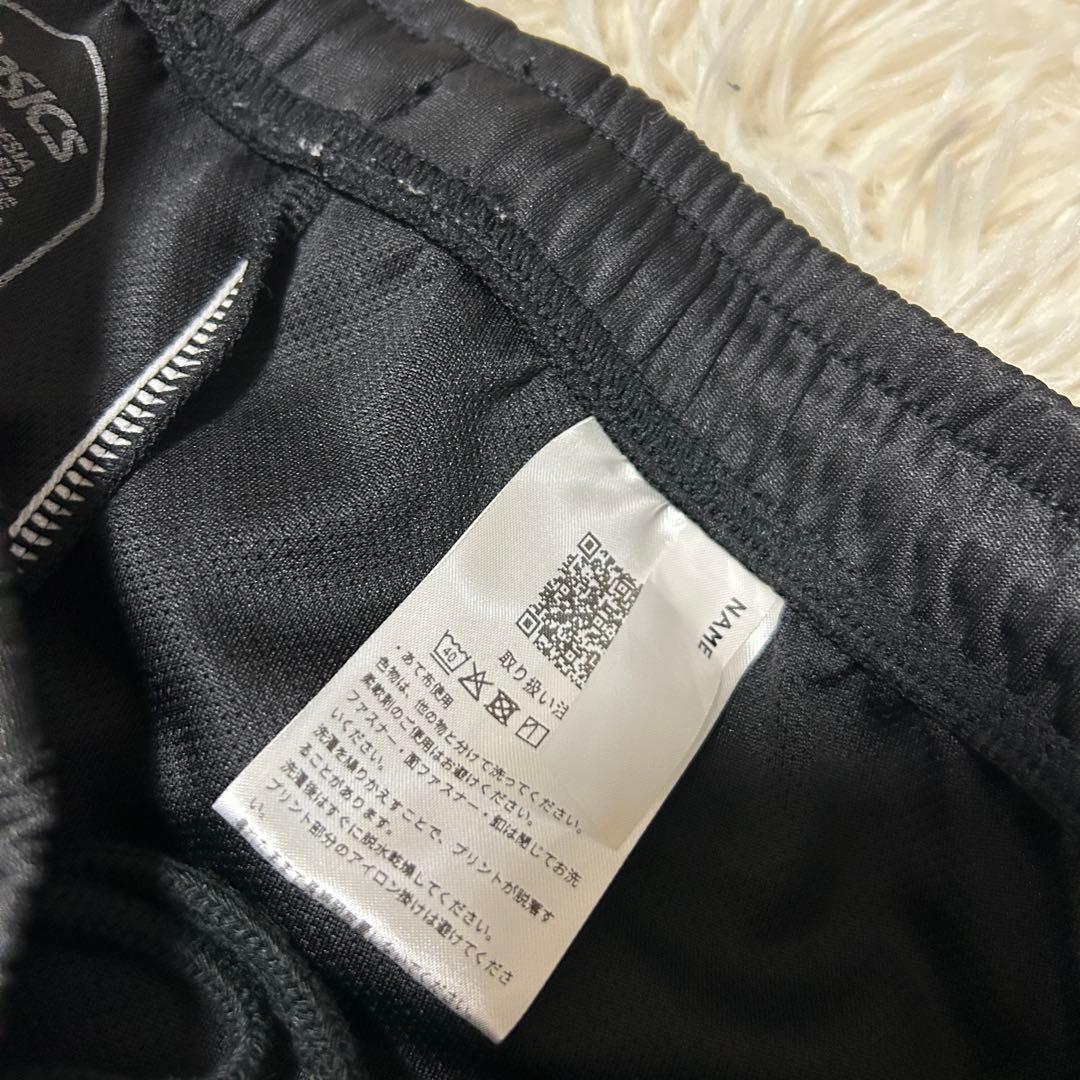 asics
NAME
取り扱い注
40
・あて布使用
色物は、他の物と分けて洗ってください。
柔軟剤のご使用はお避けください。
ファスナー・面ファスナー・釦は閉じてお洗
いください。
洗濯を繰りかえすことで、プリントが脱落す
ることがあります。
洗濯後はすぐに脱水乾燥してください。
プリント部分のアイロン掛けは避けてくださ
い。